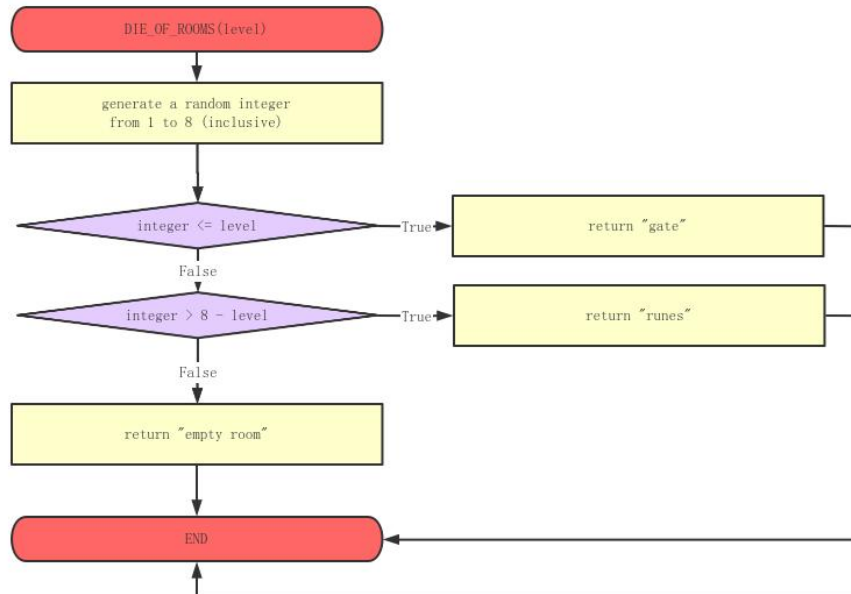 DIE_OF_ROOMS(level)
generate a random integer
from 1 to 8 (inclusive)
integer <= level
True
return "gate"
False
integer > 8 - level
True
return "runes"
False
return "empty room"
END